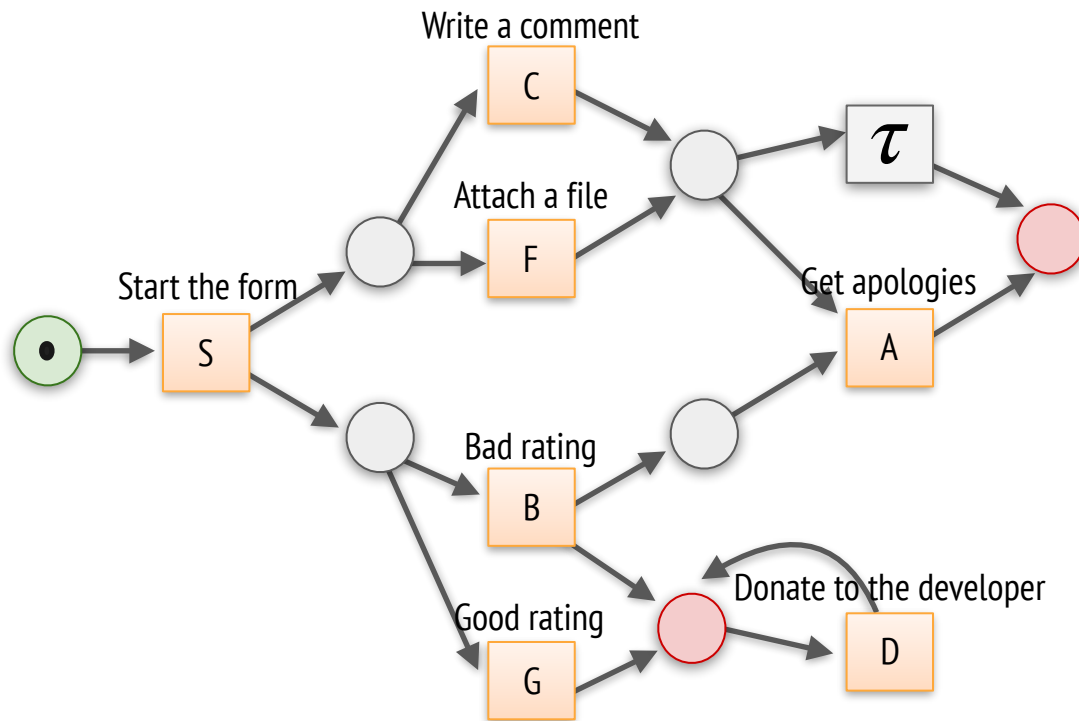 Write a comment
C
τ
Attach a file
F
Start the form
Get apologies
S
A
Bad rating
B
Donate to the developer
Good rating
D
G